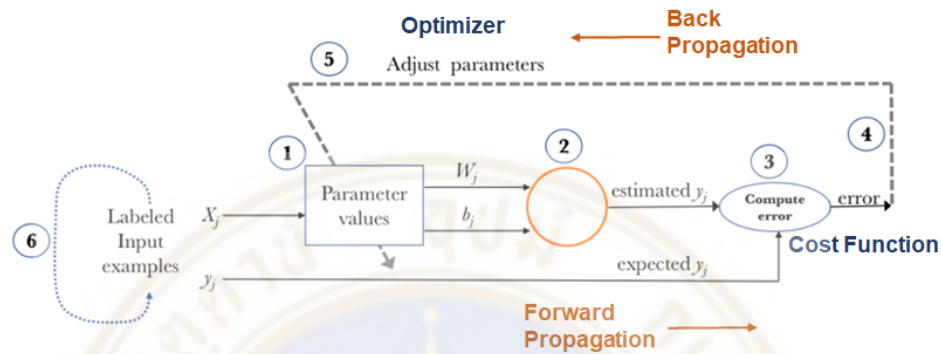 Optimizer
Back
Propagation
5
Adjust parameters
4
1
2
3
Parameter
values
W_j
b_j
estimated y_j
Compute
error
error
Cost Function
6
Labeled
Input
examples
X_j
y_j
expected y_j
Forward
Propagation